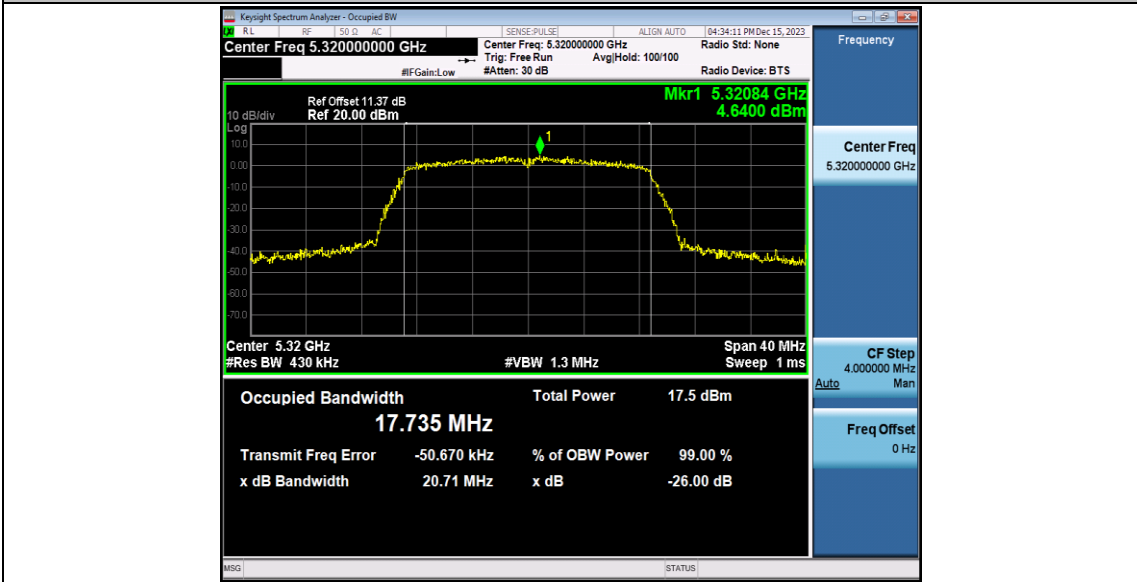 Keysight Spectrum Analyzer - Occupied BW
RL RF 50 Ω AC SENSE:PULSE ALIGN AUTO 04:34:11 PM Dec 15, 2023
Center Freq 5.320000000 GHz
Center Freq: 5.320000000 GHz
Radio Std: None
Trig: Free Run Avg|Hold: 100/100
#IFGain:Low
#Atten: 30 dB
Radio Device: BTS
Frequency
Mkr1 5.32084 GHz
4.6400 dBm
Ref Offset 11.37 dB
10 dB/div Ref 20.00 dBm
Log
10.0
0.00
-10.0
-20.0
-30.0
-40.0
-50.0
-60.0
-70.0
1
Center Freq
5.320000000 GHz
Center 5.32 GHz Span 40 MHz
#Res BW 430 kHz #VBW 1.3 MHz Sweep 1 ms
CF Step
4.000000 MHz
Auto Man
Occupied Bandwidth Total Power 17.5 dBm
17.735 MHz
Transmit Freq Error -50.670 kHz % of OBW Power 99.00 %
x dB Bandwidth 20.71 MHz x dB -26.00 dB
Freq Offset
0 Hz
MSG STATUS